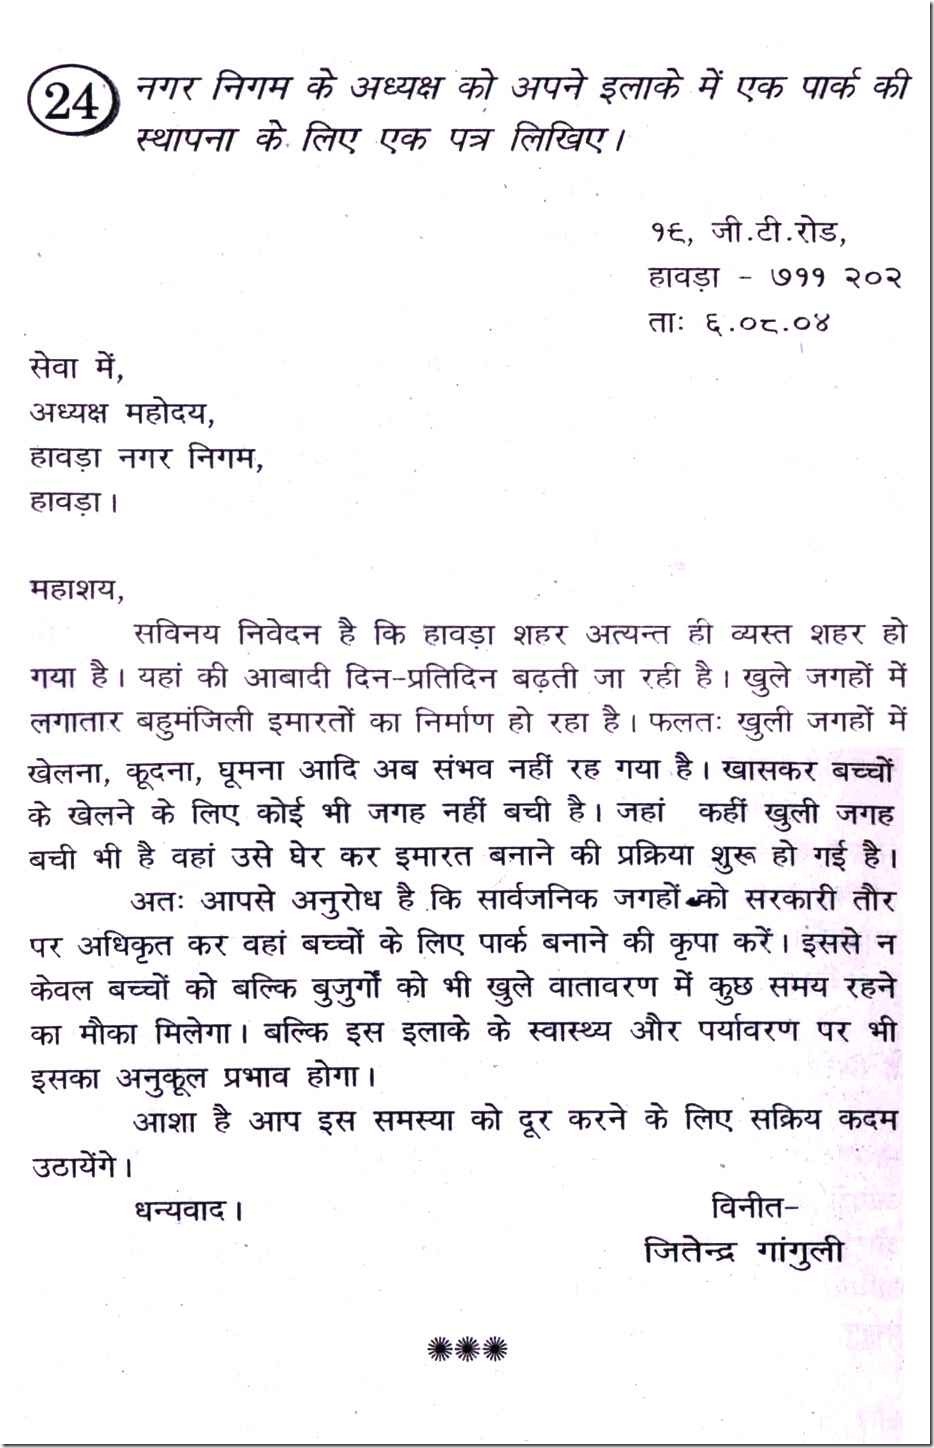 24 नगर निगम के अध्यक्ष को अपने इलाके में एक पार्क की
स्थापना के लिए एक पत्र लिखिए।
१९, जी.टी.रोड,
हावड़ा - ७११ २०२
ताः ६.०८.०४
सेवा में,
अध्यक्ष महोदय,
हावड़ा नगर निगम,
हावड़ा।
महाशय,
सविनय निवेदन है कि हावड़ा शहर अत्यन्त ही व्यस्त शहर हो
गया है। यहां की आबादी दिन-प्रतिदिन बढ़ती जा रही है। खुले जगहों में
लगातार बहुमंजिली इमारतों का निर्माण हो रहा है। फलतः खुली जगहों में
खेलना, कूदना, घूमना आदि अब संभव नहीं रह गया है। खासकर बच्चों
के खेलने के लिए कोई भी जगह नहीं बची है। जहां कहीं खुली जगह
बची भी है वहां उसे घेर कर इमारत बनाने की प्रक्रिया शुरू हो गई है।
अतः आपसे अनुरोध है कि सार्वजनिक जगहों को सरकारी तौर
पर अधिकृत कर वहां बच्चों के लिए पार्क बनाने की कृपा करें। इससे न
केवल बच्चों को बल्कि बुजुर्गों को भी खुले वातावरण में कुछ समय रहने
का मौका मिलेगा। बल्कि इस इलाके के स्वास्थ्य और पर्यावरण पर भी
इसका अनुकूल प्रभाव होगा।
आशा है आप इस समस्या को दूर करने के लिए सक्रिय कदम
उठायेंगे।
धन्यवाद। विनीत-
जितेन्द्र गांगुली